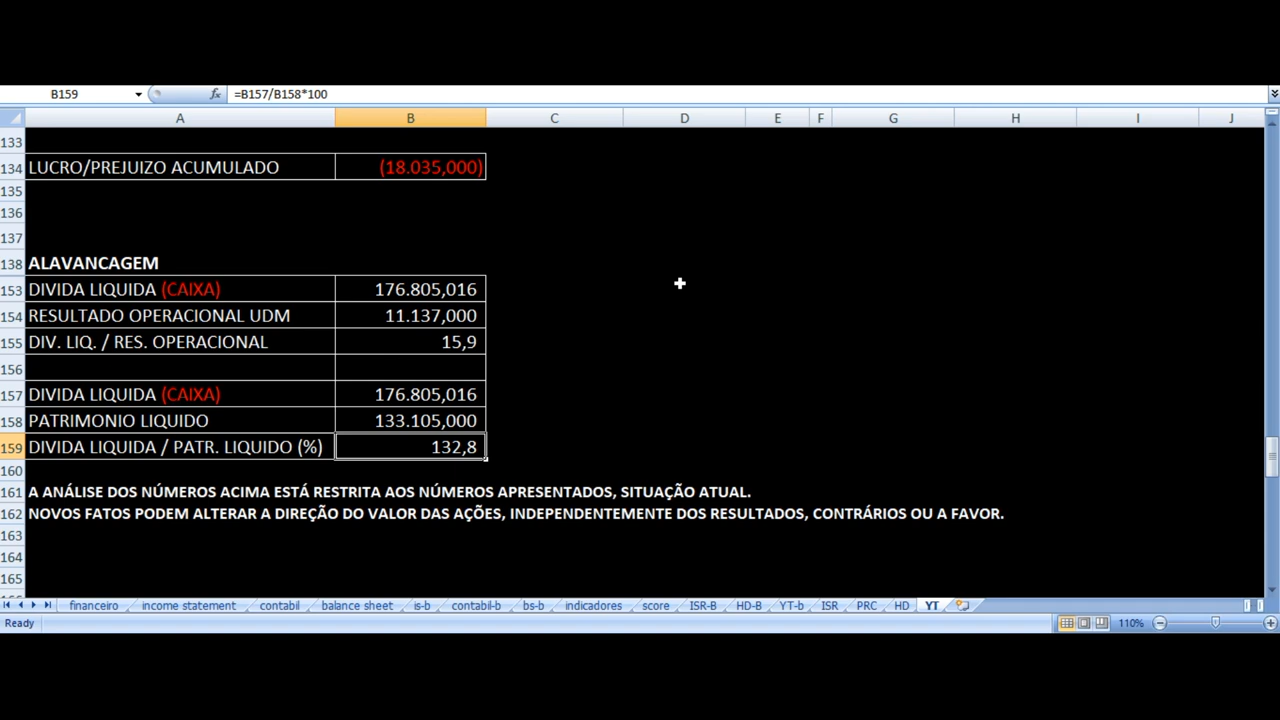 B159 fx =B157/B158*100
A B C D E F G H I J
133
134 LUCRO/PREJUIZO ACUMULADO (18.035,000)
135
136
137
138 ALAVANCAGEM
153 DIVIDA LIQUIDA (CAIXA) 176.805,016
154 RESULTADO OPERACIONAL UDM 11.137,000
155 DIV. LIQ. / RES. OPERACIONAL 15,9
156
157 DIVIDA LIQUIDA (CAIXA) 176.805,016
158 PATRIMONIO LIQUIDO 133.105,000
159 DIVIDA LIQUIDA / PATR. LIQUIDO (%) 132,8
160
161 A ANÁLISE DOS NÚMEROS ACIMA ESTÁ RESTRITA AOS NÚMEROS APRESENTADOS, SITUAÇÃO ATUAL.
162 NOVOS FATOS PODEM ALTERAR A DIREÇÃO DO VALOR DAS AÇÕES, INDEPENDENTEMENTE DOS RESULTADOS, CONTRÁRIOS OU A FAVOR.
163
164
165
financeiro income statement contabil balance sheet is-b contabil-b bs-b indicadores score ISR-B HD-B YT-b ISR PRC HD YT
Ready 110%